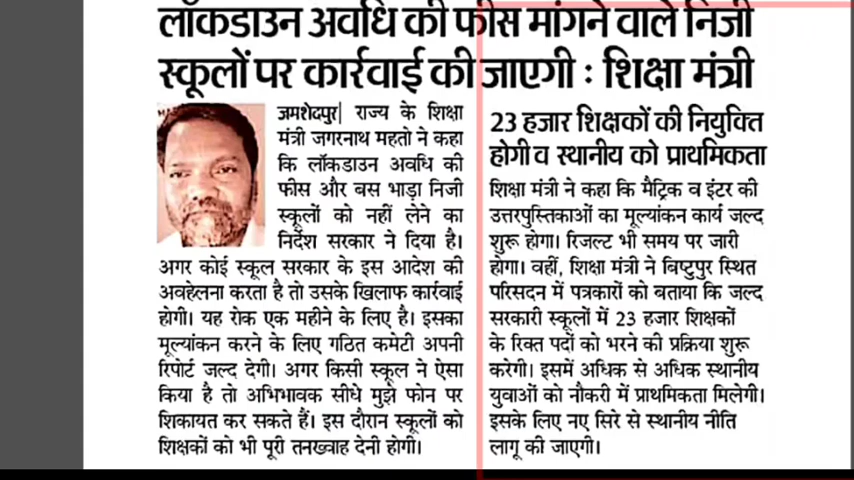 लॉकडाउन अवधि की फीस मांगने वाले निजी
स्कूलों पर कार्रवाई की जाएगी : शिक्षा मंत्री
जमशेदपुर| राज्य के शिक्षा
मंत्री जगरनाथ महतो ने कहा
कि लॉकडाउन अवधि की
फीस और बस भाड़ा निजी
स्कूलों को नहीं लेने का
निर्देश सरकार ने दिया है।
अगर कोई स्कूल सरकार के इस आदेश की
अवहेलना करता है तो उसके खिलाफ कार्रवाई
होगी। यह रोक एक महीने के लिए है। इसका
मूल्यांकन करने के लिए गठित कमेटी अपनी
रिपोर्ट जल्द देगी। अगर किसी स्कूल ने ऐसा
किया है तो अभिभावक सीधे मुझे फोन पर
शिकायत कर सकते हैं। इस दौरान स्कूलों को
शिक्षकों को भी पूरी तनख्वाह देनी होगी।
23 हजार शिक्षकों की नियुक्ति
होगी व स्थानीय को प्राथमिकता
शिक्षा मंत्री ने कहा कि मैट्रिक व इंटर की
उत्तरपुस्तिकाओं का मूल्यांकन कार्य जल्द
शुरू होगा। रिजल्ट भी समय पर जारी
होगा। वहीं, शिक्षा मंत्री ने बिष्टुपुर स्थित
परिसदन में पत्रकारों को बताया कि जल्द
सरकारी स्कूलों में 23 हजार शिक्षकों
के रिक्त पदों को भरने की प्रक्रिया शुरू
करेगी। इसमें अधिक से अधिक स्थानीय
युवाओं को नौकरी में प्राथमिकता मिलेगी।
इसके लिए नए सिरे से स्थानीय नीति
लागू की जाएगी।